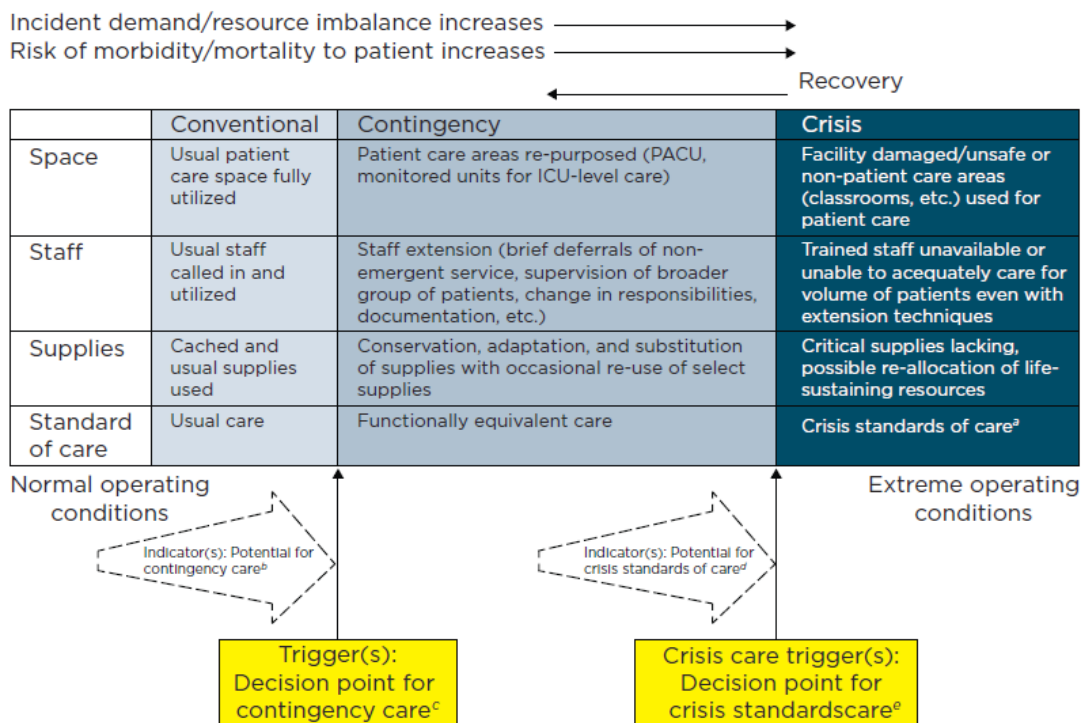 Incident demand/resource imbalance increases
Risk of morbidity/mortality to patient increases
Recovery
Conventional
Contingency
Crisis
Space
Usual patient
care space fully
utilized
Patient care areas re-purposed (PACU,
monitored units for ICU-level care)
Facility damaged/unsafe or
non-patient care areas
(classrooms, etc.) used for
patient care
Staff
Usual staff
called in and
utilized
Staff extension (brief deferrals of non-
emergent service, supervision of broader
group of patients, change in responsibilities,
documentation, etc.)
Trained staff unavailable or
unable to acequately care for
volume of patients even with
extension techniques
Supplies
Cached and
usual supplies
used
Conservation, adaptation, and substitution
of supplies with occasional re-use of select
supplies
Critical supplies lacking,
possible re-allocation of life-
sustaining resources
Standard
of care
Usual care
Functionally equivalent care
Crisis standards of careᵃ
Normal operating
conditions
Extreme operating
conditions
Indicator(s): Potential for
contingency careᵇ
Indicator(s): Potential for
crisis standards of careᵈ
Trigger(s):
Decision point for
contingency careᶜ
Crisis care trigger(s):
Decision point for
crisis standardscareᵉ